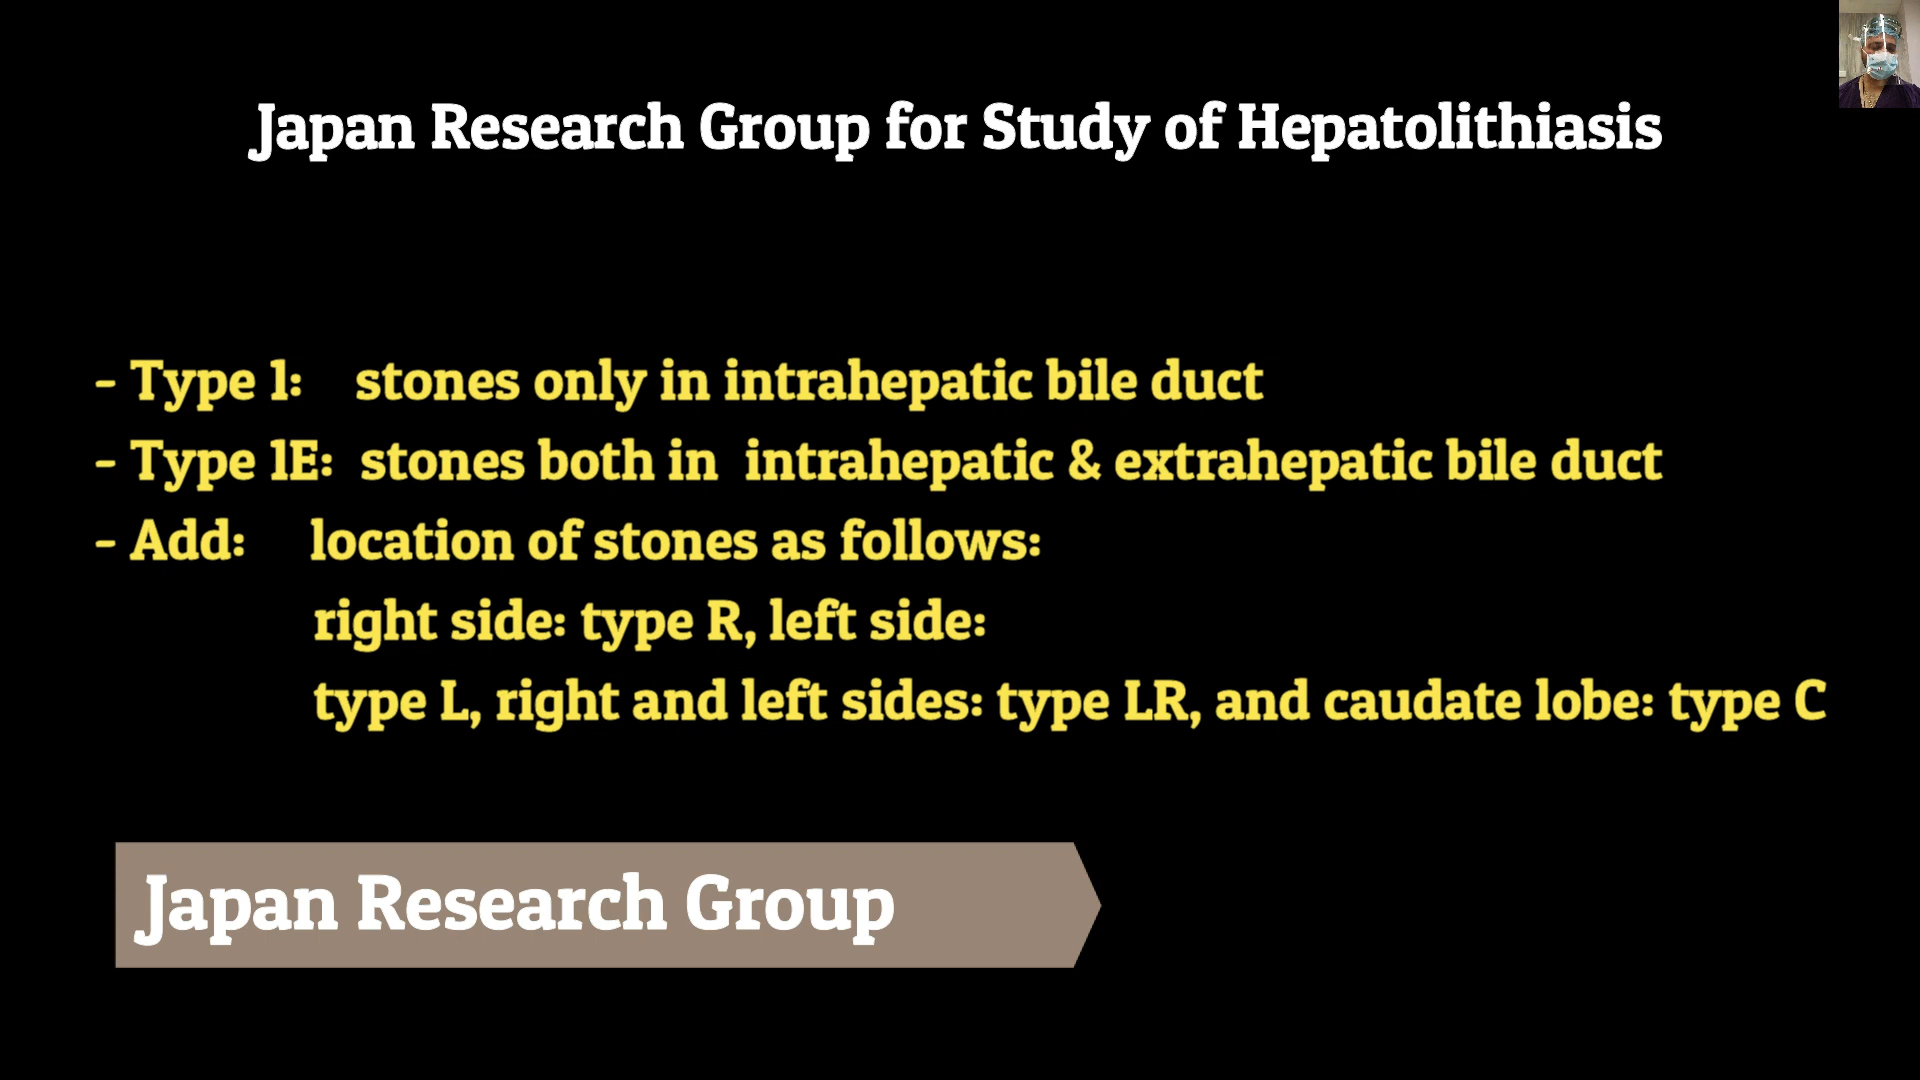 Japan Research Group for Study of Hepatolithiasis
- Type 1: stones only in intrahepatic bile duct
- Type 1E: stones both in intrahepatic & extrahepatic bile duct
- Add: location of stones as follows:
right side: type R, left side:
type L, right and left sides: type LR, and caudate lobe: type C
Japan Research Group